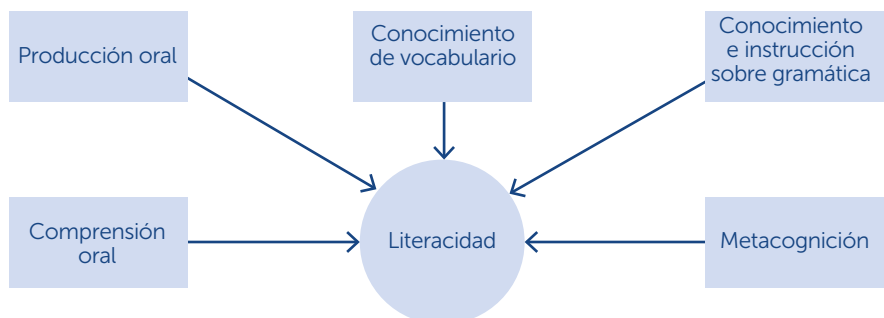 Producción oral
Conocimiento
de vocabulario
Conocimiento
e instrucción
sobre gramática
Comprensión
oral
Literacidad
Metacognición